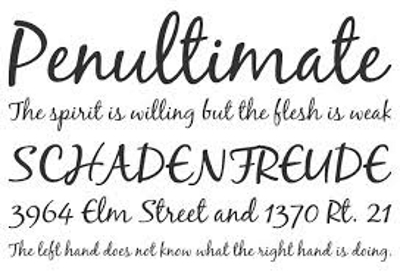 Penultimate
The spirit is willing but the flesh is weak
SCHADENFREUDE
3964 Elm Street and 1370 Rt. 21
The left hand does not know what the right hand is doing.